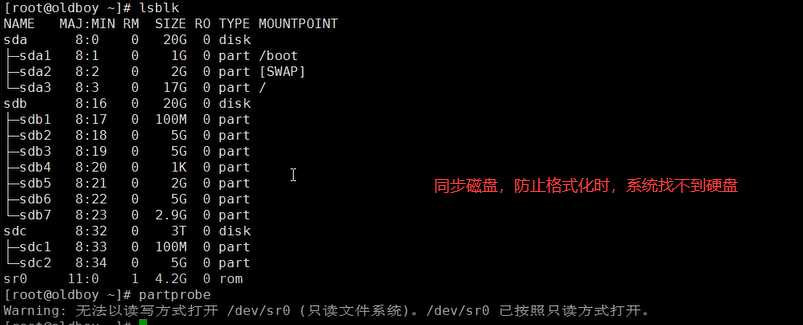 [root@oldboy ~]# lsblk
NAME   MAJ:MIN RM  SIZE RO TYPE MOUNTPOINT
sda      8:0    0   20G  0 disk
├─sda1   8:1    0    1G  0 part /boot
├─sda2   8:2    0    2G  0 part [SWAP]
└─sda3   8:3    0   17G  0 part /
sdb      8:16   0   20G  0 disk
├─sdb1   8:17   0  100M  0 part
├─sdb2   8:18   0    5G  0 part
├─sdb3   8:19   0    5G  0 part
├─sdb4   8:20   0    1K  0 part
├─sdb5   8:21   0    2G  0 part
├─sdb6   8:22   0    5G  0 part
└─sdb7   8:23   0  2.9G  0 part
sdc      8:32   0    3T  0 disk
├─sdc1   8:33   0  100M  0 part
└─sdc2   8:34   0    5G  0 part
sr0     11:0    1  4.2G  0 rom
同步磁盘，防止格式化时，系统找不到硬盘
[root@oldboy ~]# partprobe
Warning: 无法以读写方式打开 /dev/sr0 (只读文件系统)。/dev/sr0 已按照只读方式打开。
[root@oldboy ~]#